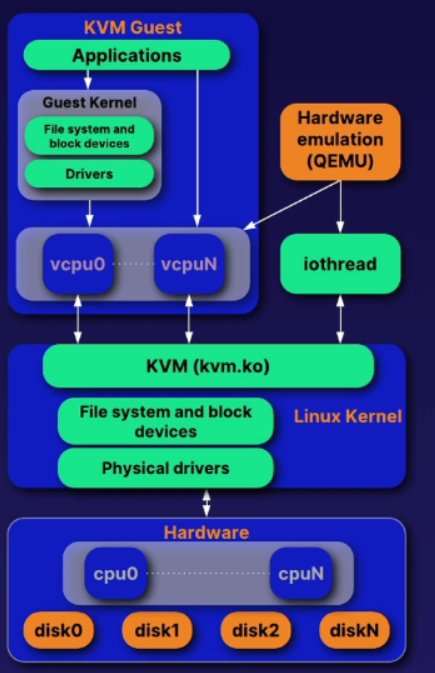 KVM Guest
Applications
Guest Kernel
File system and
block devices
Drivers
Hardware
emulation
(QEMU)
vcpu0
vcpuN
iothread
KVM (kvm.ko)
File system and block
devices
Linux Kernel
Physical drivers
Hardware
cpu0
cpuN
disk0
disk1
disk2
diskN